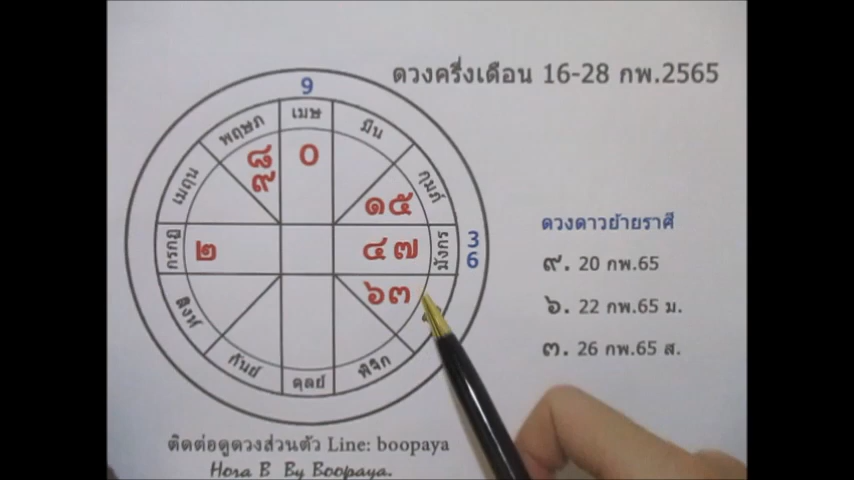 ดวงครึ่งเดือน 16-28 กพ.2565
9
เมษ
พฤษภ
มีน
เมถุน
กุมภ์
๘
๙
๐
๑๕
กรกฎ
๒
๔๗
มังกร
3
6
๖๓
สิงห์
กันย์
ตุลย์
พิจิก
ดวงดาวย้ายราศี
๙. 20 กพ.65
๖. 22 กพ.65 ม.
๓. 26 กพ.65 ส.
ติดต่อดูดวงส่วนตัว Line: boopaya
Hora B By Boopaya.